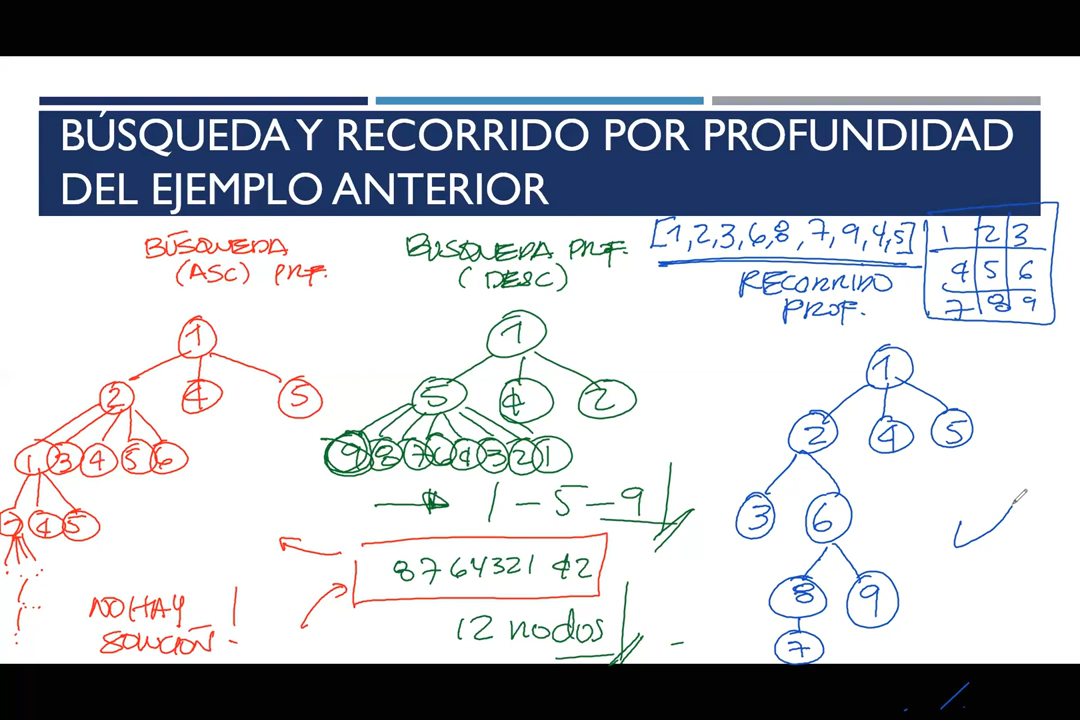 BÚSQUEDA Y RECORRIDO POR PROFUNDIDAD
DEL EJEMPLO ANTERIOR
BÚSQUEDA
(ASC) PRF.
1
2 4 5
1 3 4 5 6
2 4 5
NO HAY
SOLUCIÓN!
BÚSQUEDA PRF.
(DESC)
1
5 4 2
9 8 7 6 4 3 2 1
1 - 5 - 9
8764321 42
12 nodos
[1,2,3,6,8,7,9,4,5]
RECORRIDO
PROF.
1 2 3
4 5 6
7 8 9
1
2 4 5
3 6
8 9
7